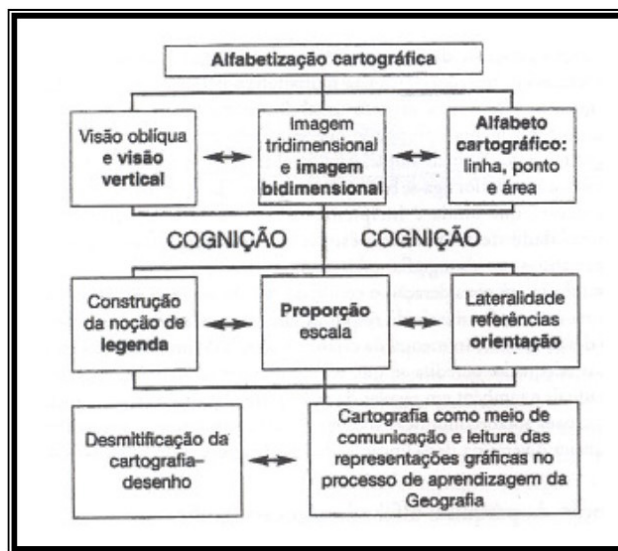 Alfabetização cartográfica
Visão oblíqua
e visão
vertical
Imagem
tridimensional
e imagem
bidimensional
Alfabeto
cartográfico:
linha, ponto
e área
COGNIÇÃO
COGNIÇÃO
Construção
da noção de
legenda
Proporção
escala
Lateralidade
referências
orientação
Desmitificação da
cartografia–
desenho
Cartografia como meio de
comunicação e leitura das
representações gráficas no
processo de aprendizagem da
Geografia